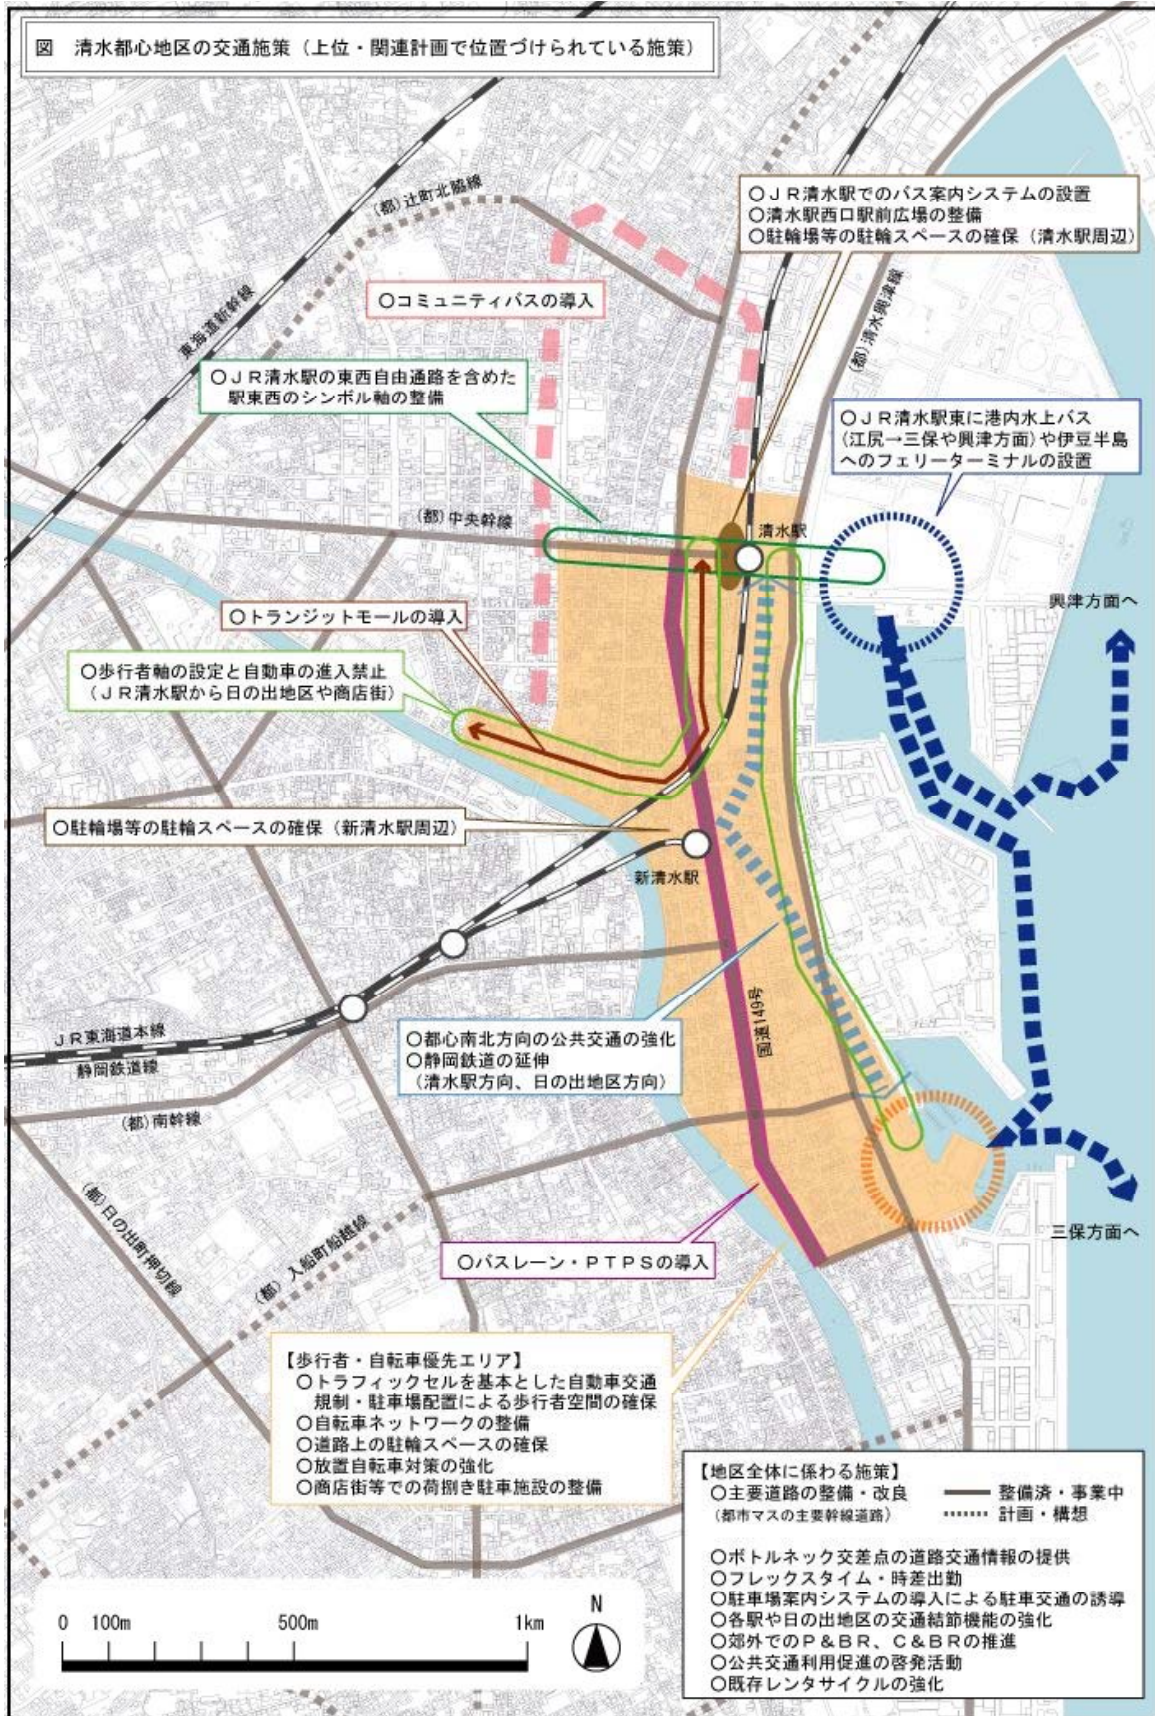 図 清水都心地区の交通施策（上位・関連計画で位置づけられている施策）
（都）辻町北脇線
○ＪＲ清水駅でのバス案内システムの設置
○清水駅西口駅前広場の整備
○駐輪場等の駐輪スペースの確保（清水駅周辺）
東海道新幹線
○コミュニティバスの導入
（都）清水興津線
○ＪＲ清水駅の東西自由通路を含めた
駅東西のシンボル軸の整備
○ＪＲ清水駅東に港内水上バス
（江尻→三保や興津方面）や伊豆半島
へのフェリーターミナルの設置
（都）中央幹線
清水駅
興津方面へ
○トランジットモールの導入
○歩行者軸の設定と自動車の進入禁止
（ＪＲ清水駅から日の出地区や商店街）
○駐輪場等の駐輪スペースの確保（新清水駅周辺）
新清水駅
国道149号
ＪＲ東海道本線
静岡鉄道線
○都心南北方向の公共交通の強化
○静岡鉄道の延伸
（清水駅方向、日の出地区方向）
（都）南幹線
（都）日の出町押切線
（都）入船町船越線
三保方面へ
○バスレーン・ＰＴＰＳの導入
【歩行者・自転車優先エリア】
○トラフィックセルを基本とした自動車交通
規制・駐車場配置による歩行者空間の確保
○自転車ネットワークの整備
○道路上の駐輪スペースの確保
○放置自転車対策の強化
○商店街等での荷捌き駐車施設の整備
【地区全体に係わる施策】
○主要道路の整備・改良 整備済・事業中
（都市マスの主要幹線道路） 計画・構想
○ボトルネック交差点の道路交通情報の提供
○フレックスタイム・時差出勤
○駐車場案内システムの導入による駐車交通の誘導
○各駅や日の出地区の交通結節機能の強化
○郊外でのＰ＆ＢＲ、Ｃ＆ＢＲの推進
○公共交通利用促進の啓発活動
○既存レンタサイクルの強化
0 100m 500m 1km
N